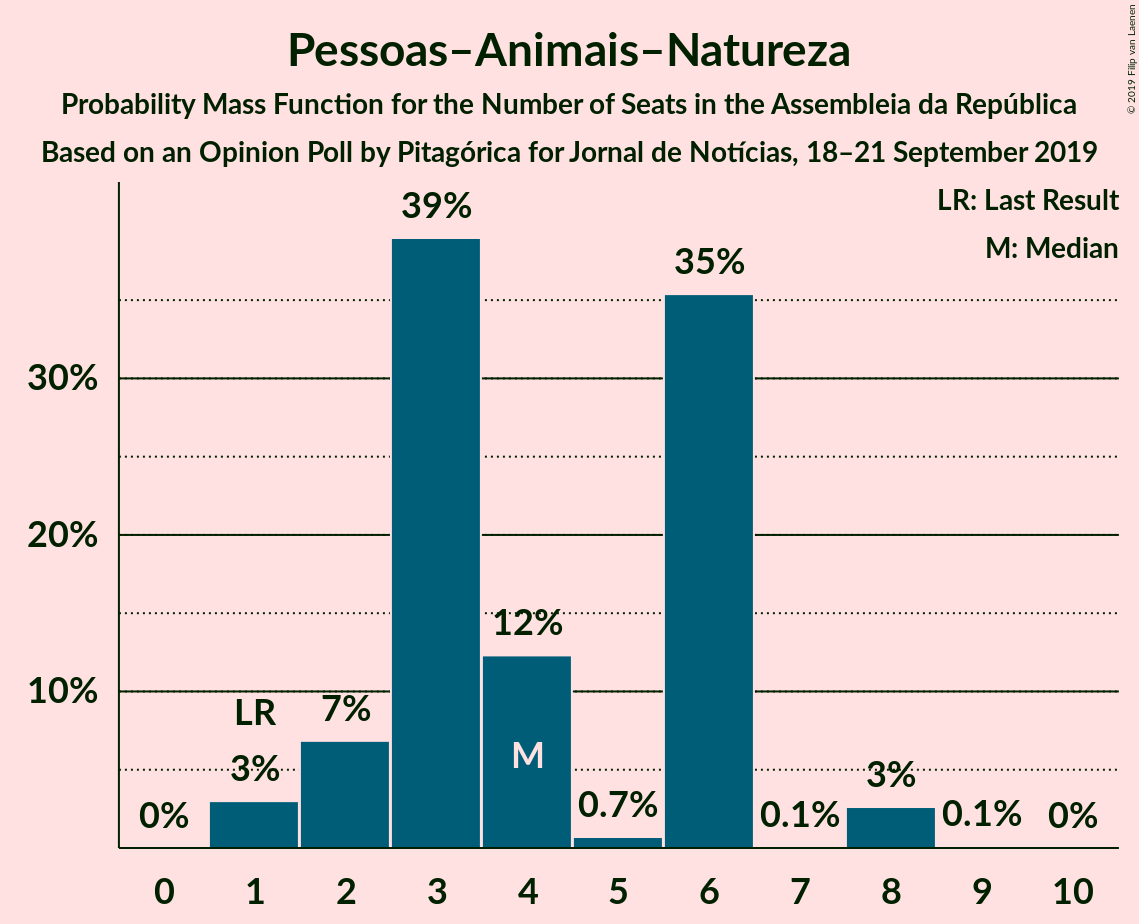 Pessoas–Animais–Natureza
Probability Mass Function for the Number of Seats in the Assembleia da República
Based on an Opinion Poll by Pitagórica for Jornal de Notícias, 18–21 September 2019
© 2019 Filip van Laenen
LR: Last Result
M: Median
39%
35%
30%
20%
12%
10%
LR
7%
M
3%
3%
0%
0.7%
0.1%
0.1%
0%
0 1 2 3 4 5 6 7 8 9 10